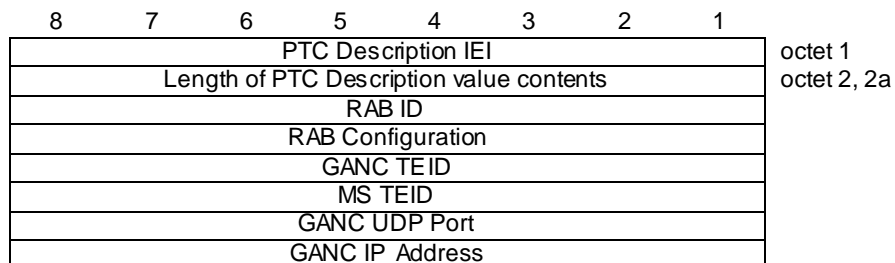 8 7 6 5 4 3 2 1
PTC Description IEI octet 1
Length of PTC Description value contents octet 2, 2a
RAB ID
RAB Configuration
GANC TEID
MS TEID
GANC UDP Port
GANC IP Address